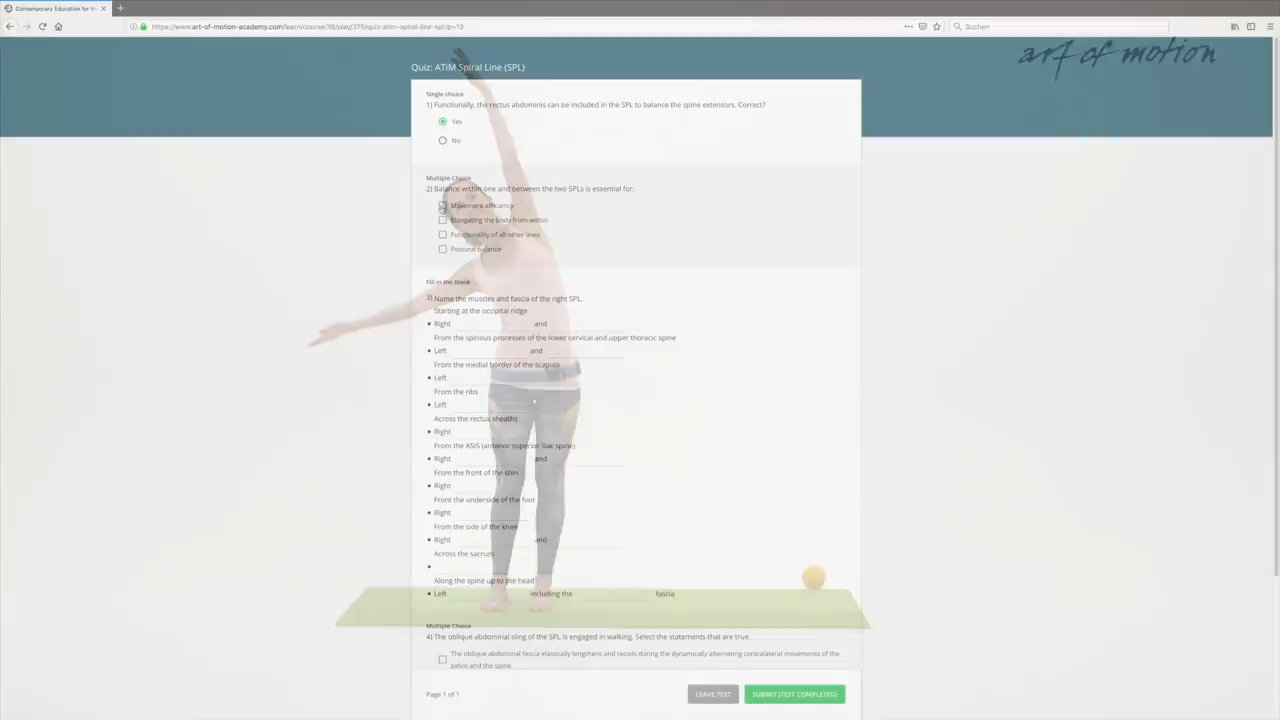 Contemporary Education for M
https://www.art-of-motion-academy.com/learn/course/38/play/376/quiz-atim-spiral-line-spl;lp=13
Suchen
art of motion
Quiz: ATiM Spiral Line (SPL)
Single choice
1) Functionally, the rectus abdominis can be included in the SPL to balance the spine extensors. Correct?
Yes
No
Multiple Choice
2) Balance within one and between the two SPLs is essential for:
Movement efficiency
Elongating the body from within
Functionality of all other lines
Postural balance
Fill in the blank
3) Name the muscles and fascia of the right SPL.
Starting at the occipital ridge
Right and
From the spinous processes of the lower cervical and upper thoracic spine
Left and
From the medial border of the scapula
Left
From the ribs
Left
Across the rectus sheaths
Right
From the ASIS (anterior superior iliac spine)
Right and
From the front of the shin
Right
Front the underside of the foot
Right
From the side of the knee
Right and
Across the sacrum
Along the spine up to the head
Left including the fascia
Multiple Choice
4) The oblique abdominal sling of the SPL is engaged in walking. Select the statements that are true.
The oblique abdominal fascia elastically lengthens and recoils during the dynamically alternating contralateral movements of the
pelvis and the spine.
Page 1 of 1
LEAVE TEST
SUBMIT (TEST COMPLETED)